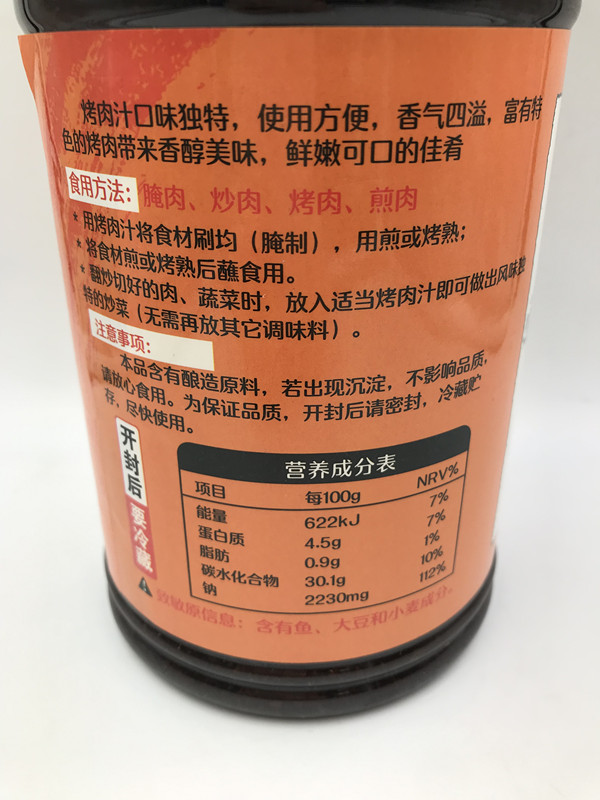 烤肉汁口味独特，使用方便，香气四溢，富有特
色的烤肉带来香醇美味，鲜嫩可口的佳肴
食用方法：腌肉、炒肉、烤肉、煎肉
* 用烤肉汁将食材刷均（腌制），用煎或烤熟；
* 将食材煎或烤熟后蘸食用。
* 翻炒切好的肉、蔬菜时，放入适当烤肉汁即可做出风味独
特的炒菜（无需再放其它调味料）。
注意事项：
本品含有酿造原料，若出现沉淀，不影响品质，
请放心食用。为保证品质，开封后请密封，冷藏贮
存，尽快使用。
开封后要冷藏
营养成分表
项目 每100g NRV%
能量 622kJ 7%
蛋白质 4.5g 7%
脂肪 0.9g 1%
碳水化合物 30.1g 10%
钠 2230mg 112%
致敏原信息：含有鱼、大豆和小麦成分。